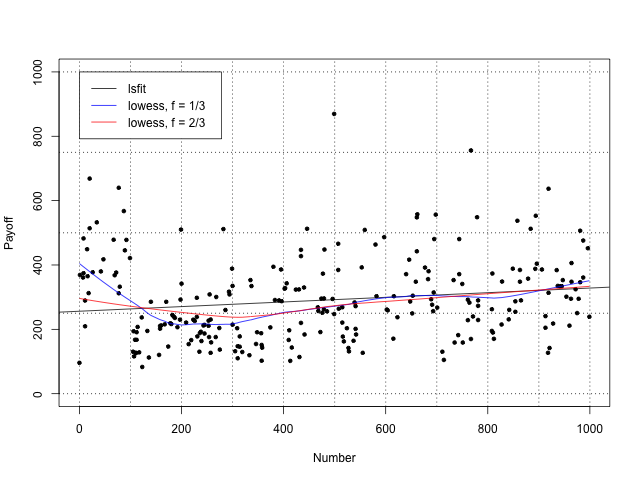 lsfit
lowess, f = 1/3
lowess, f = 2/3
Payoff
1000
800
600
400
200
0
0 200 400 600 800 1000
Number